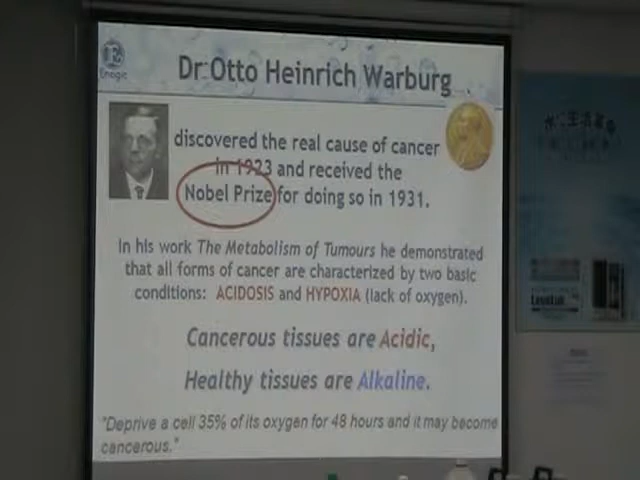 Enagic
Dr Otto Heinrich Warburg
discovered the real cause of cancer
in 1923 and received the
Nobel Prize for doing so in 1931.
In his work The Metabolism of Tumours he demonstrated
that all forms of cancer are characterized by two basic
conditions: ACIDOSIS and HYPOXIA (lack of oxygen).
Cancerous tissues are Acidic,
Healthy tissues are Alkaline.
"Deprive a cell 35% of its oxygen for 48 hours and it may become
cancerous."